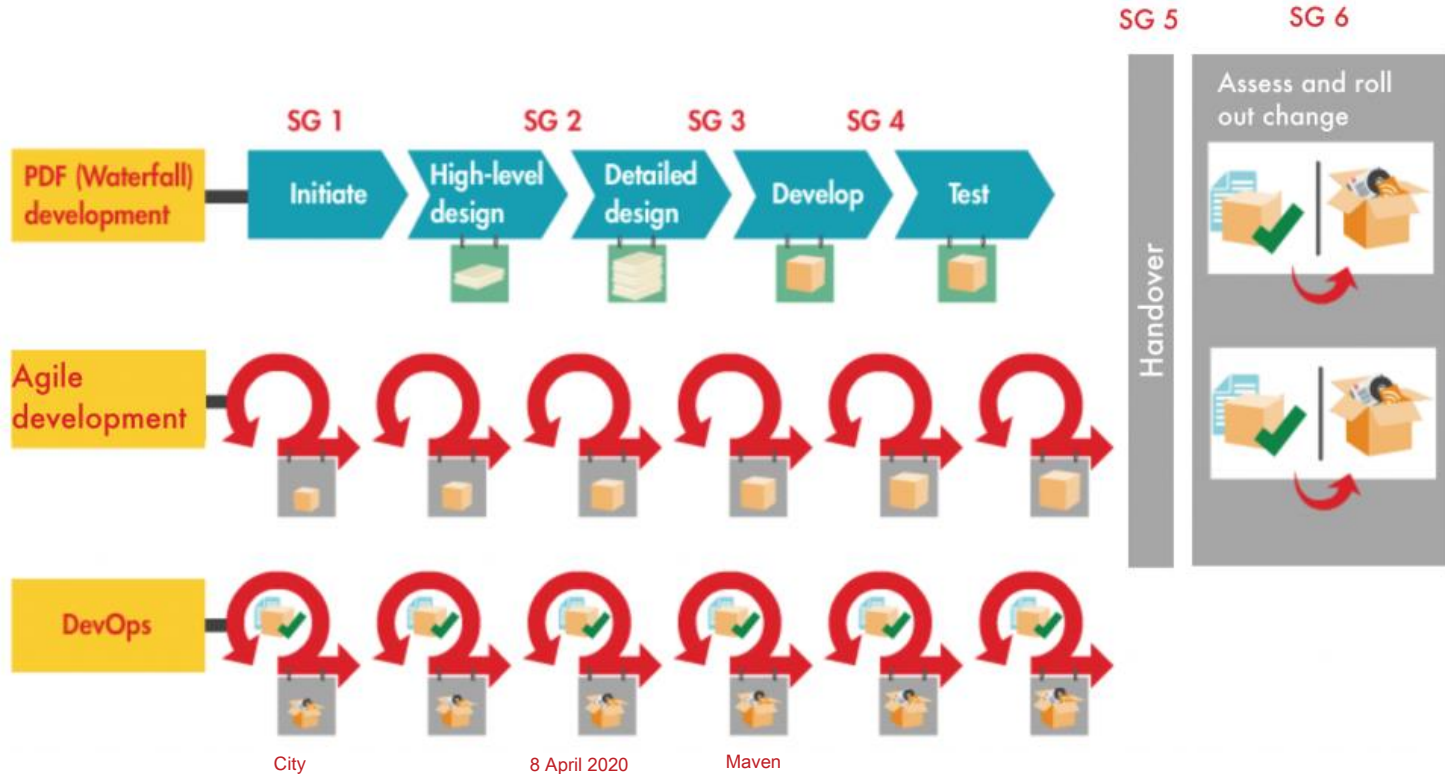 SG 5
SG 6
Assess and roll
out change
SG 1
SG 2
SG 3
SG 4
PDF (Waterfall)
development
Initiate
High-level
design
Detailed
design
Develop
Test
Handover
Agile
development
DevOps
City
8 April 2020
Maven